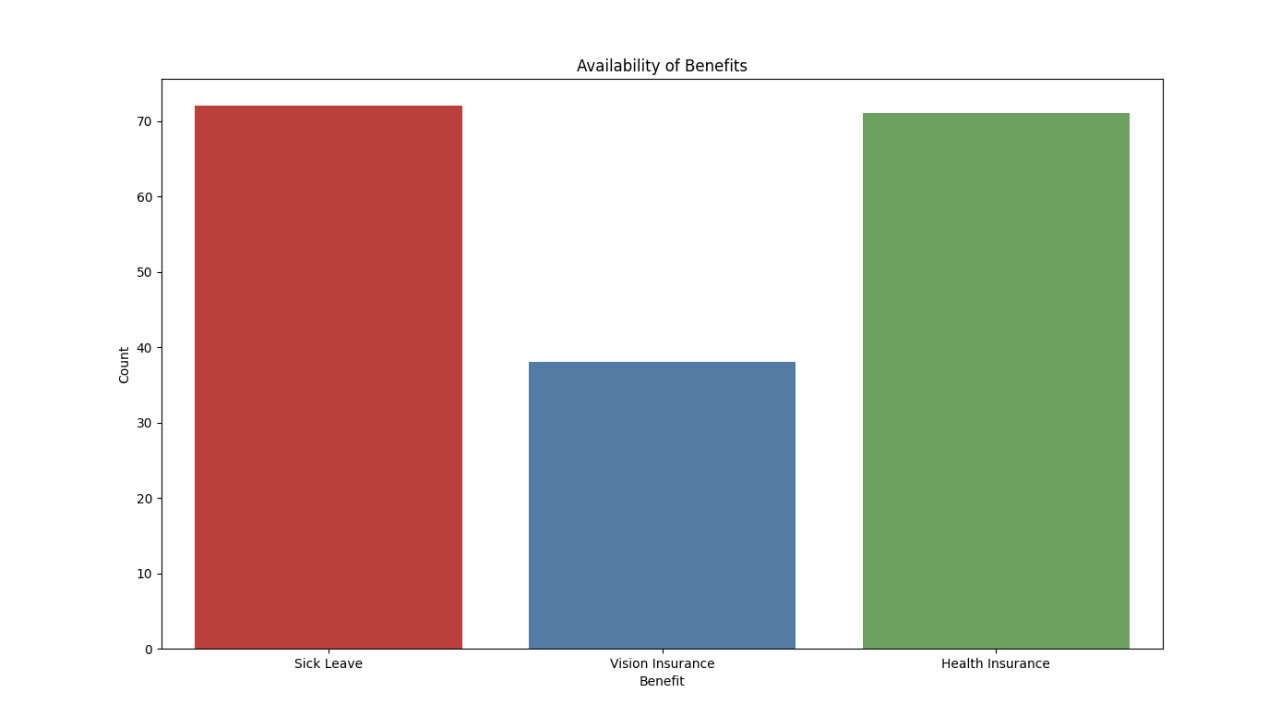 Availability of Benefits
70
60
50
40
30
20
10
0
Count
Sick Leave
Vision Insurance
Health Insurance
Benefit